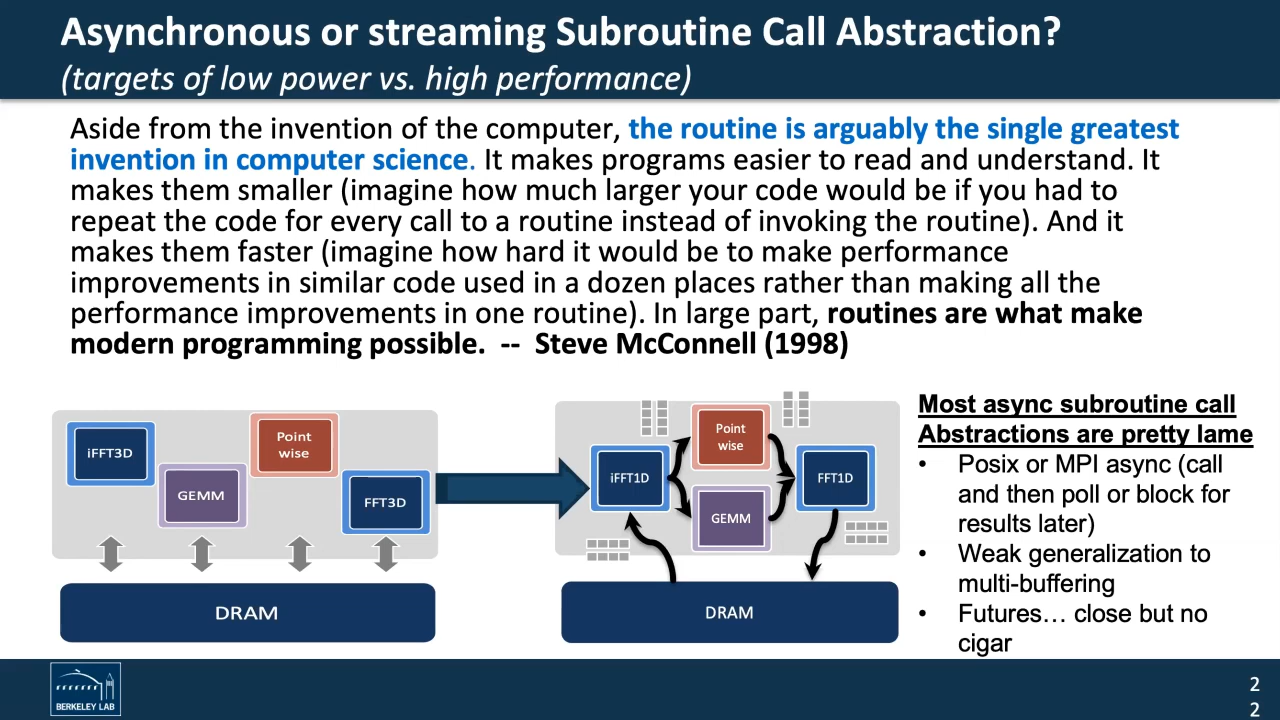 Asynchronous or streaming Subroutine Call Abstraction?
(targets of low power vs. high performance)
Aside from the invention of the computer, the routine is arguably the single greatest
invention in computer science. It makes programs easier to read and understand. It
makes them smaller (imagine how much larger your code would be if you had to
repeat the code for every call to a routine instead of invoking the routine). And it
makes them faster (imagine how hard it would be to make performance
improvements in similar code used in a dozen places rather than making all the
performance improvements in one routine). In large part, routines are what make
modern programming possible. -- Steve McConnell (1998)
iFFT3D
GEMM
Point
wise
FFT3D
DRAM
iFFT1D
Point
wise
GEMM
FFT1D
DRAM
Most async subroutine call
Abstractions are pretty lame
• Posix or MPI async (call
and then poll or block for
results later)
• Weak generalization to
multi-buffering
• Futures… close but no
cigar
BERKELEY LAB
2
2